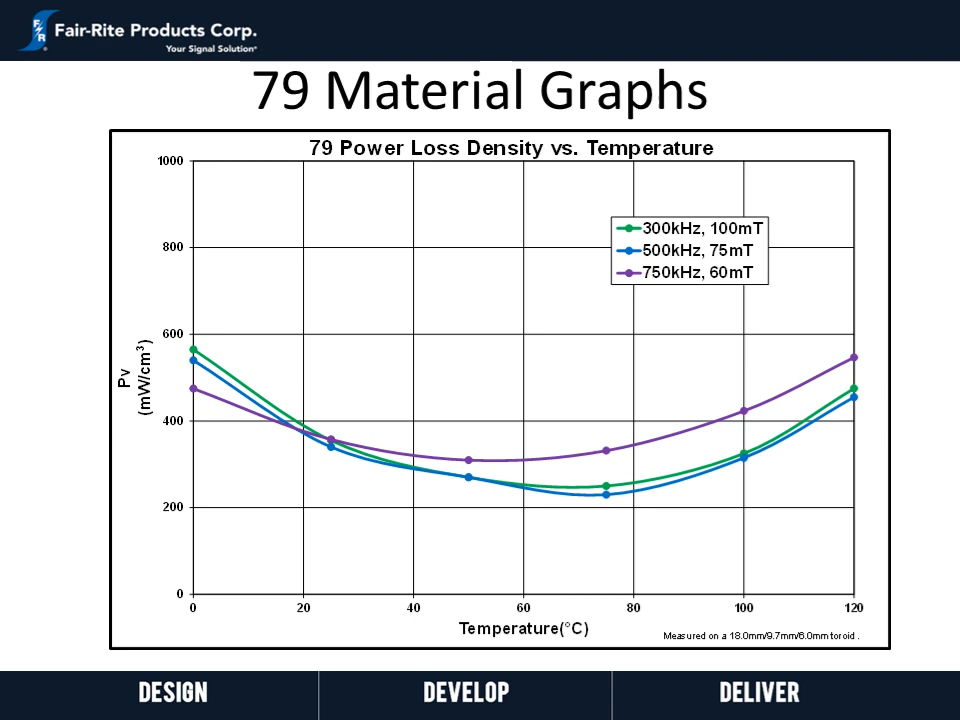 Fair-Rite Products Corp.
Your Signal Solution®
79 Material Graphs
79 Power Loss Density vs. Temperature
1000
800
600
400
200
0
Pv
(mW/cm³)
300kHz, 100mT
500kHz, 75mT
750kHz, 60mT
0 20 40 60 80 100 120
Temperature(°C)
Measured on a 18.0mm/9.7mm/6.0mm toroid .
DESIGN DEVELOP DELIVER